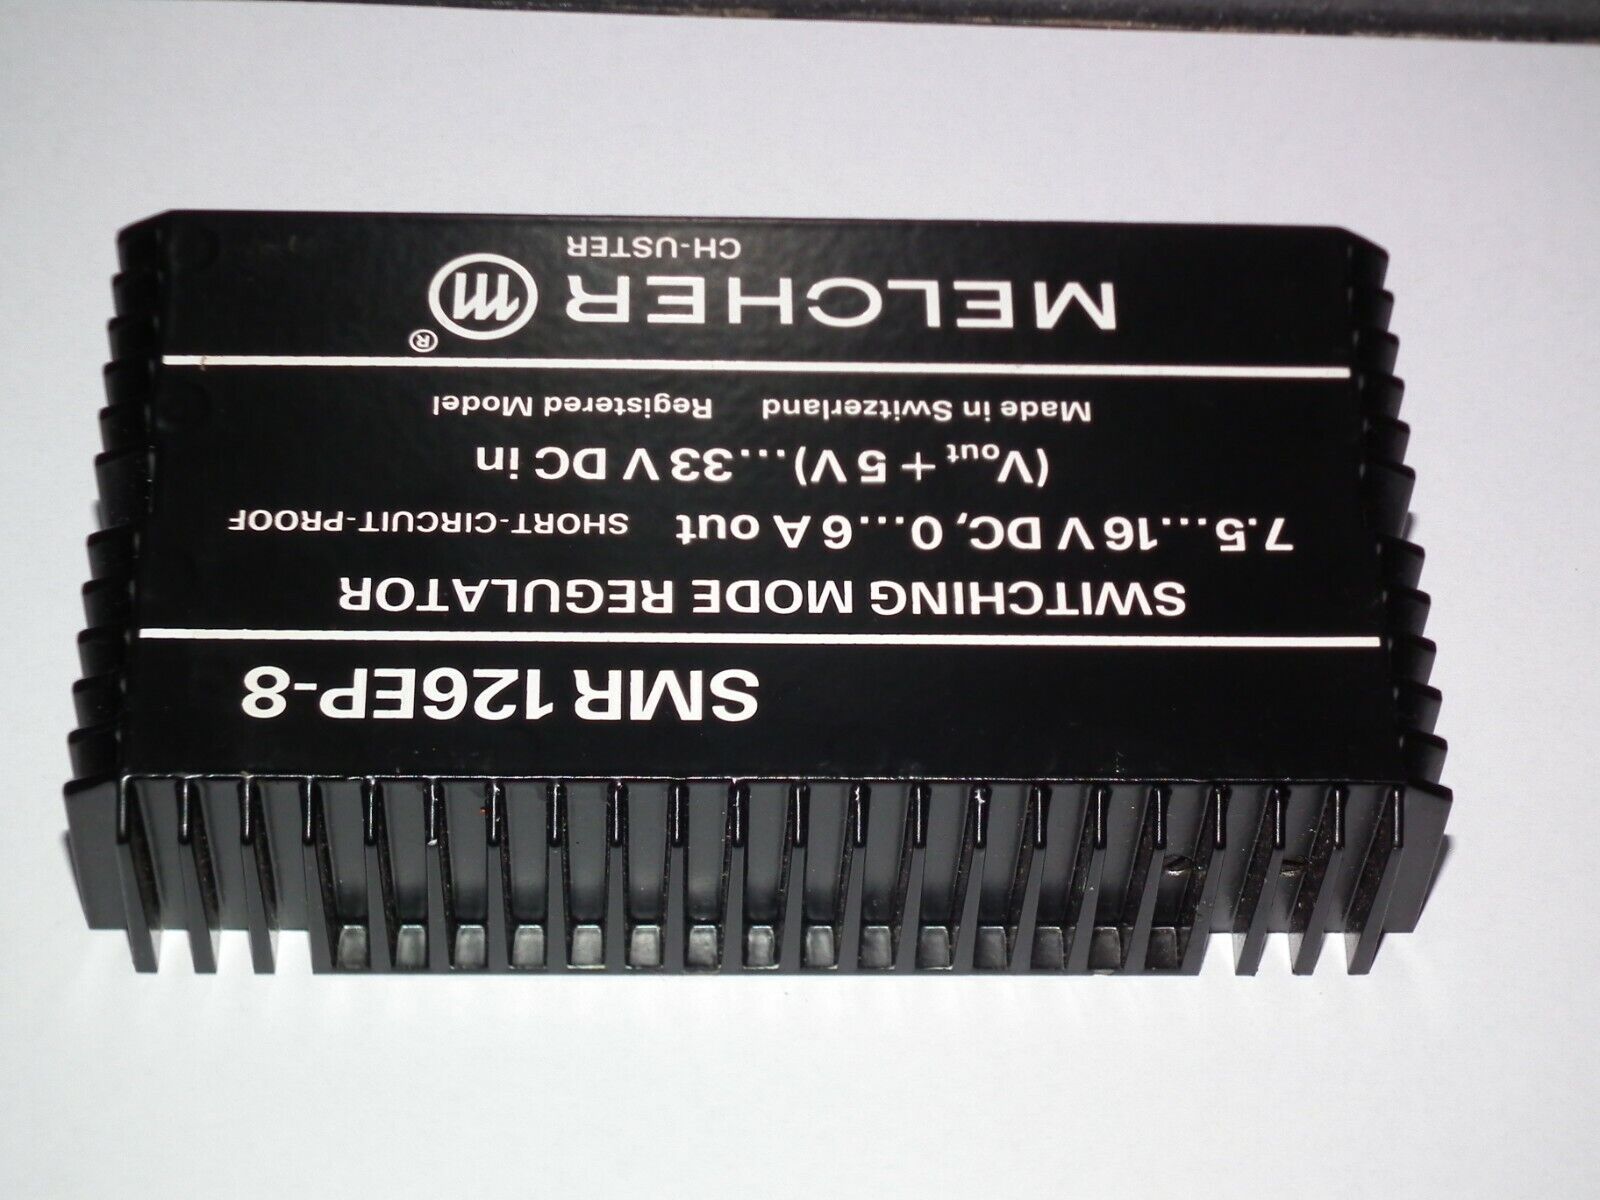 SMR 126EP-8
SWITCHING MODE REGULATOR
7.5...16 V DC, 0...6 A out SHORT-CIRCUIT-PROOF
(Vout + 5 V)...33 V DC in
Made in Switzerland Registered Model
MELCHER m ®
CH-USTER